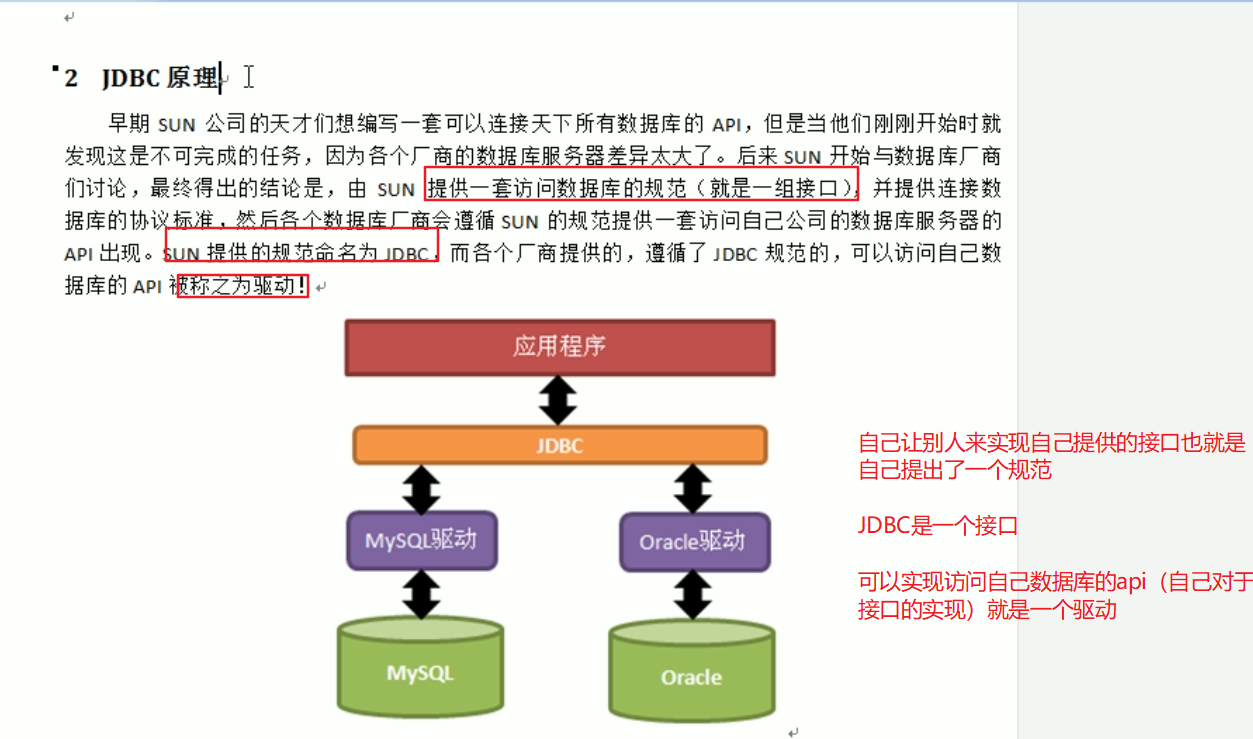 2 JDBC 原理
早期 SUN 公司的天才们想编写一套可以连接天下所有数据库的 API，但是当他们刚刚开始时就
发现这是不可完成的任务，因为各个厂商的数据库服务器差异太大了。后来 SUN 开始与数据库厂商
们讨论，最终得出的结论是，由 SUN 提供一套访问数据库的规范（就是一组接口），并提供连接数
据库的协议标准，然后各个数据库厂商会遵循 SUN 的规范提供一套访问自己公司的数据库服务器的
API 出现。SUN 提供的规范命名为 JDBC，而各个厂商提供的，遵循了 JDBC 规范的，可以访问自己数
据库的 API 被称之为驱动！
应用程序
JDBC
自己让别人来实现自己提供的接口也就是
自己提出了一个规范
JDBC是一个接口
MySQL驱动
Oracle驱动
可以实现访问自己数据库的api（自己对于
接口的实现）就是一个驱动
MySQL
Oracle